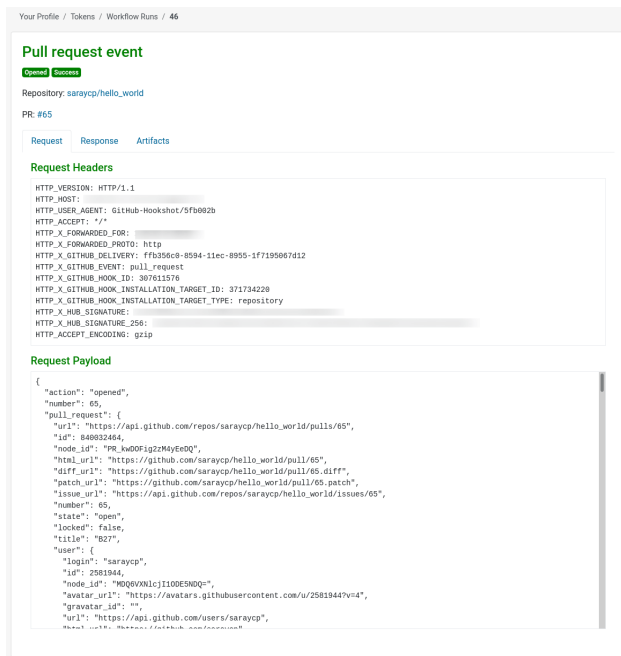 Your Profile / Tokens / Workflow Runs / 46
Pull request event
Opened Success
Repository: saraycp/hello_world
PR: #65
Request Response Artifacts
Request Headers
HTTP_VERSION: HTTP/1.1
HTTP_HOST:
HTTP_USER_AGENT: GitHub-Hookshot/5fb002b
HTTP_ACCEPT: */*
HTTP_X_FORWARDED_FOR:
HTTP_X_FORWARDED_PROTO: http
HTTP_X_GITHUB_DELIVERY: ffb356c0-8594-11ec-8955-1f7195067d12
HTTP_X_GITHUB_EVENT: pull_request
HTTP_X_GITHUB_HOOK_ID: 307611576
HTTP_X_GITHUB_HOOK_INSTALLATION_TARGET_ID: 371734220
HTTP_X_GITHUB_HOOK_INSTALLATION_TARGET_TYPE: repository
HTTP_X_HUB_SIGNATURE:
HTTP_X_HUB_SIGNATURE_256:
HTTP_ACCEPT_ENCODING: gzip
Request Payload
{
  "action": "opened",
  "number": 65,
  "pull_request": {
    "url": "https://api.github.com/repos/saraycp/hello_world/pulls/65",
    "id": 840032464,
    "node_id": "PR_kwDOFig2zM4yEeDQ",
    "html_url": "https://github.com/saraycp/hello_world/pull/65",
    "diff_url": "https://github.com/saraycp/hello_world/pull/65.diff",
    "patch_url": "https://github.com/saraycp/hello_world/pull/65.patch",
    "issue_url": "https://api.github.com/repos/saraycp/hello_world/issues/65",
    "number": 65,
    "state": "open",
    "locked": false,
    "title": "B27",
    "user": {
      "login": "saraycp",
      "id": 2581944,
      "node_id": "MDQ6VXNlcjI1ODE5NDQ=",
      "avatar_url": "https://avatars.githubusercontent.com/u/2581944?v=4",
      "gravatar_id": "",
      "url": "https://api.github.com/users/saraycp",
      "html_url": "https://github.com/saraycp",